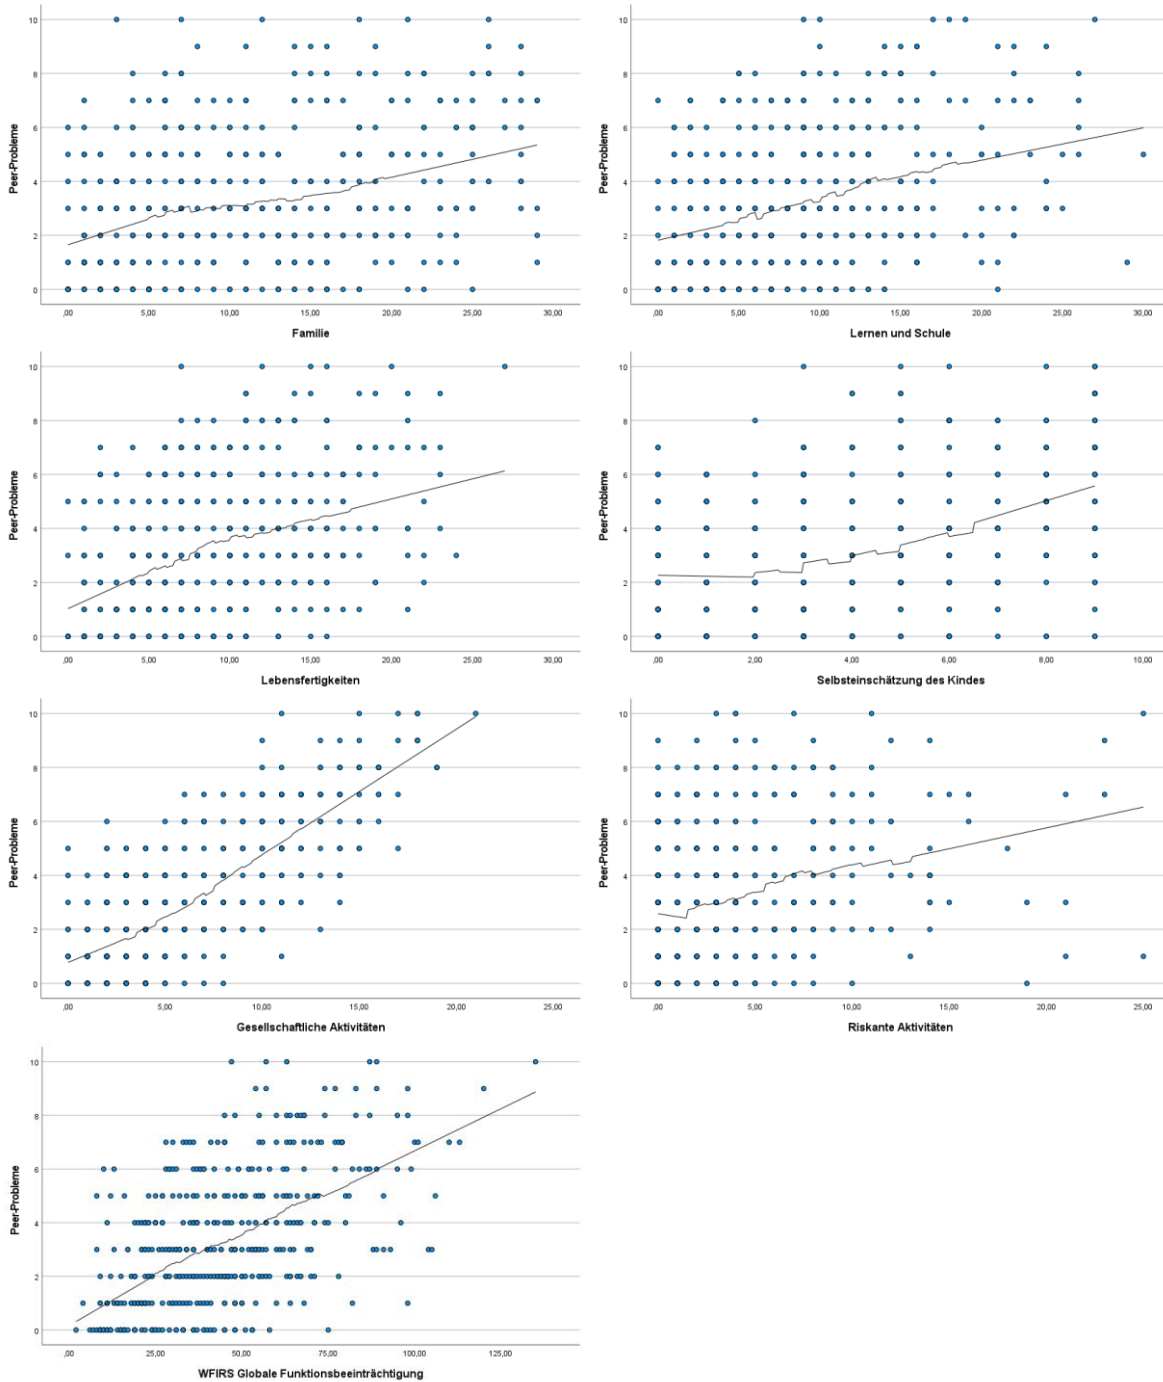 10
8
6
4
2
0
Peer-Probleme
,00 5,00 10,00 15,00 20,00 25,00 30,00
Familie
10
8
6
4
2
0
Peer-Probleme
,00 5,00 10,00 15,00 20,00 25,00 30,00
Lernen und Schule
10
8
6
4
2
0
Peer-Probleme
,00 5,00 10,00 15,00 20,00 25,00 30,00
Lebensfertigkeiten
10
8
6
4
2
0
Peer-Probleme
,00 2,00 4,00 6,00 8,00 10,00
Selbsteinschätzung des Kindes
10
8
6
4
2
0
Peer-Probleme
,00 5,00 10,00 15,00 20,00 25,00
Gesellschaftliche Aktivitäten
10
8
6
4
2
0
Peer-Probleme
,00 5,00 10,00 15,00 20,00 25,00
Riskante Aktivitäten
10
8
6
4
2
0
Peer-Probleme
,00 25,00 50,00 75,00 100,00 125,00
WFIRS Globale Funktionsbeeinträchtigung